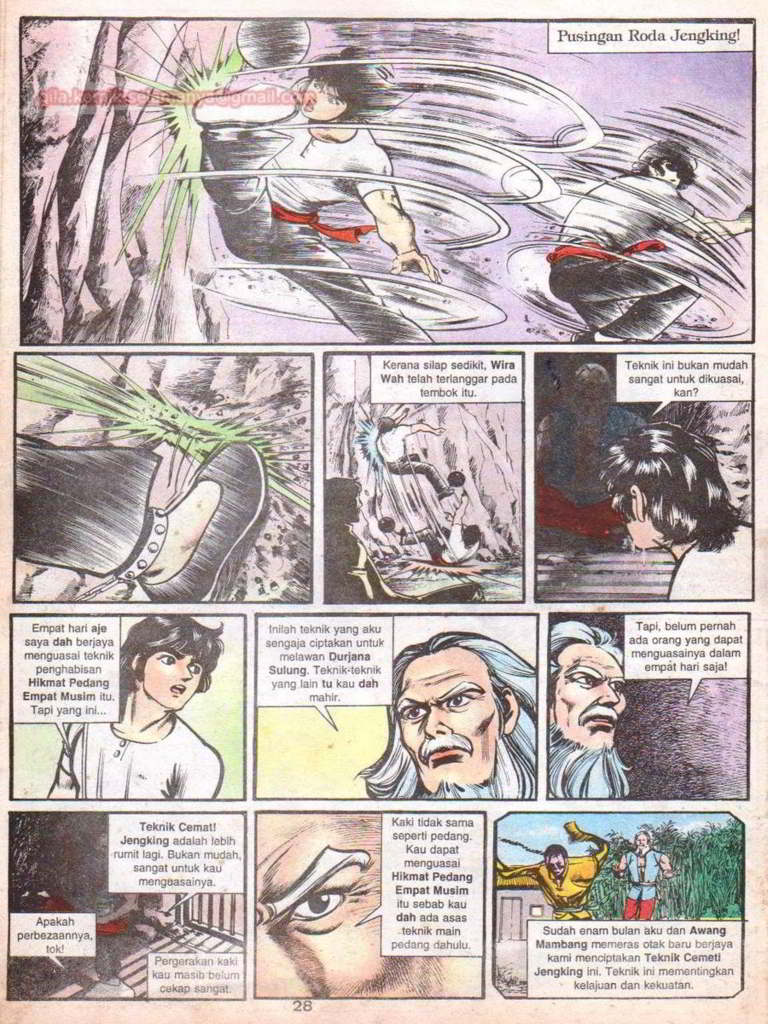 Pusingan Roda Jengking!
Kerana silap sedikit, Wira
Wah telah terlanggar pada
tembok itu.
Teknik ini bukan mudah
sangat untuk dikuasai,
kan?
Empat hari aje
saya dah berjaya
menguasai teknik
penghabisan
Hikmat Pedang
Empat Musim itu.
Tapi yang ini...
Inilah teknik yang aku
sengaja ciptakan untuk
melawan Durjana
Sulung. Teknik-teknik
yang lain tu kau dah
mahir.
Tapi, belum pernah
ada orang yang dapat
menguasainya dalam
empat hari saja!
Teknik Cemat!
Jengking adalah lebih
rumit lagi. Bukan mudah,
sangat untuk kau
menguasainya.
Apakah
perbezaannya,
tok!
Pergerakan kaki
kau masih belum
cekap sangat.
Kaki tidak sama
seperti pedang.
Kau dapat
menguasai
Hikmat Pedang
Empat Musim
itu sebab kau
dah ada asas
teknik main
pedang dahulu.
Sudah enam bulan aku dan Awang
Mambang memeras otak baru berjaya
kami menciptakan Teknik Cemeti
Jengking ini. Teknik ini mementingkan
kelajuan dan kekuatan.
28